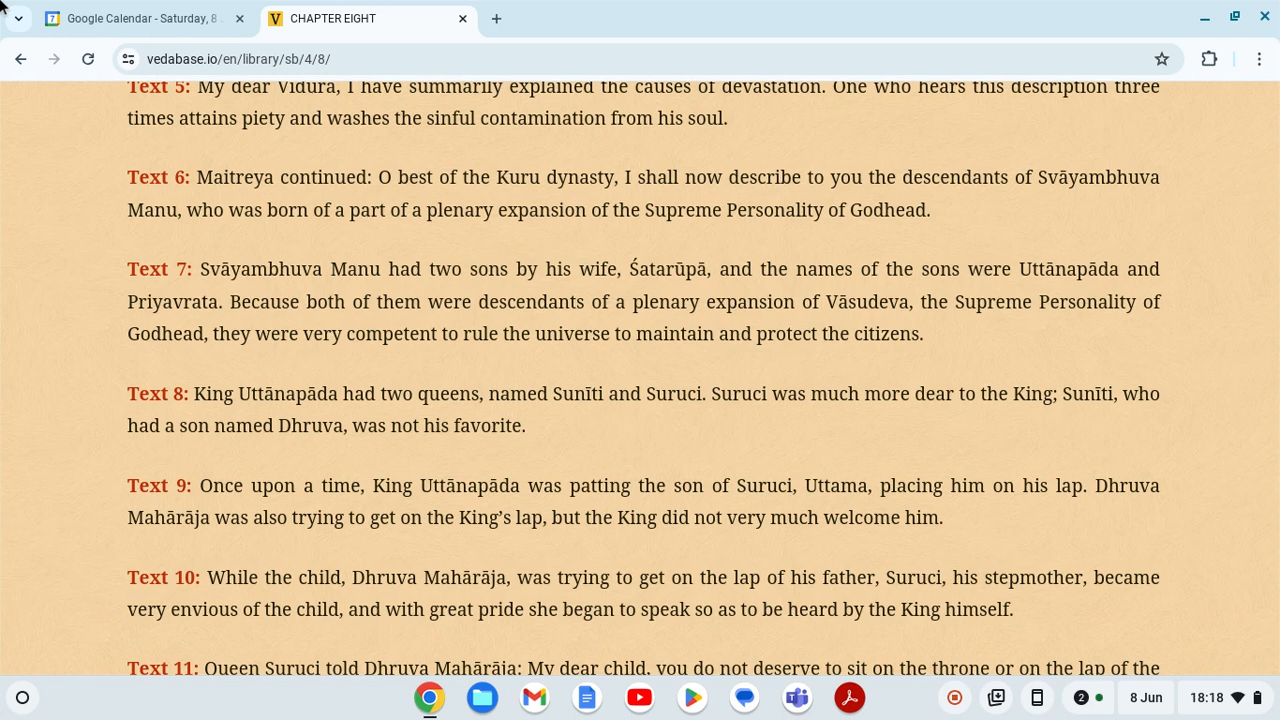 Google Calendar - Saturday, 8
CHAPTER EIGHT
vedabase.io/en/library/sb/4/8/
Text 5: My dear Vidura, I have summarily explained the causes of devastation. One who hears this description three
times attains piety and washes the sinful contamination from his soul.
Text 6: Maitreya continued: O best of the Kuru dynasty, I shall now describe to you the descendants of Svāyambhuva
Manu, who was born of a part of a plenary expansion of the Supreme Personality of Godhead.
Text 7: Svāyambhuva Manu had two sons by his wife, Śatarūpā, and the names of the sons were Uttānapāda and
Priyavrata. Because both of them were descendants of a plenary expansion of Vāsudeva, the Supreme Personality of
Godhead, they were very competent to rule the universe to maintain and protect the citizens.
Text 8: King Uttānapāda had two queens, named Sunīti and Suruci. Suruci was much more dear to the King; Sunīti, who
had a son named Dhruva, was not his favorite.
Text 9: Once upon a time, King Uttānapāda was patting the son of Suruci, Uttama, placing him on his lap. Dhruva
Mahārāja was also trying to get on the King’s lap, but the King did not very much welcome him.
Text 10: While the child, Dhruva Mahārāja, was trying to get on the lap of his father, Suruci, his stepmother, became
very envious of the child, and with great pride she began to speak so as to be heard by the King himself.
Text 11: Queen Suruci told Dhruva Mahārāja: My dear child, you do not deserve to sit on the throne or on the lap of the
2
8 Jun
18:18